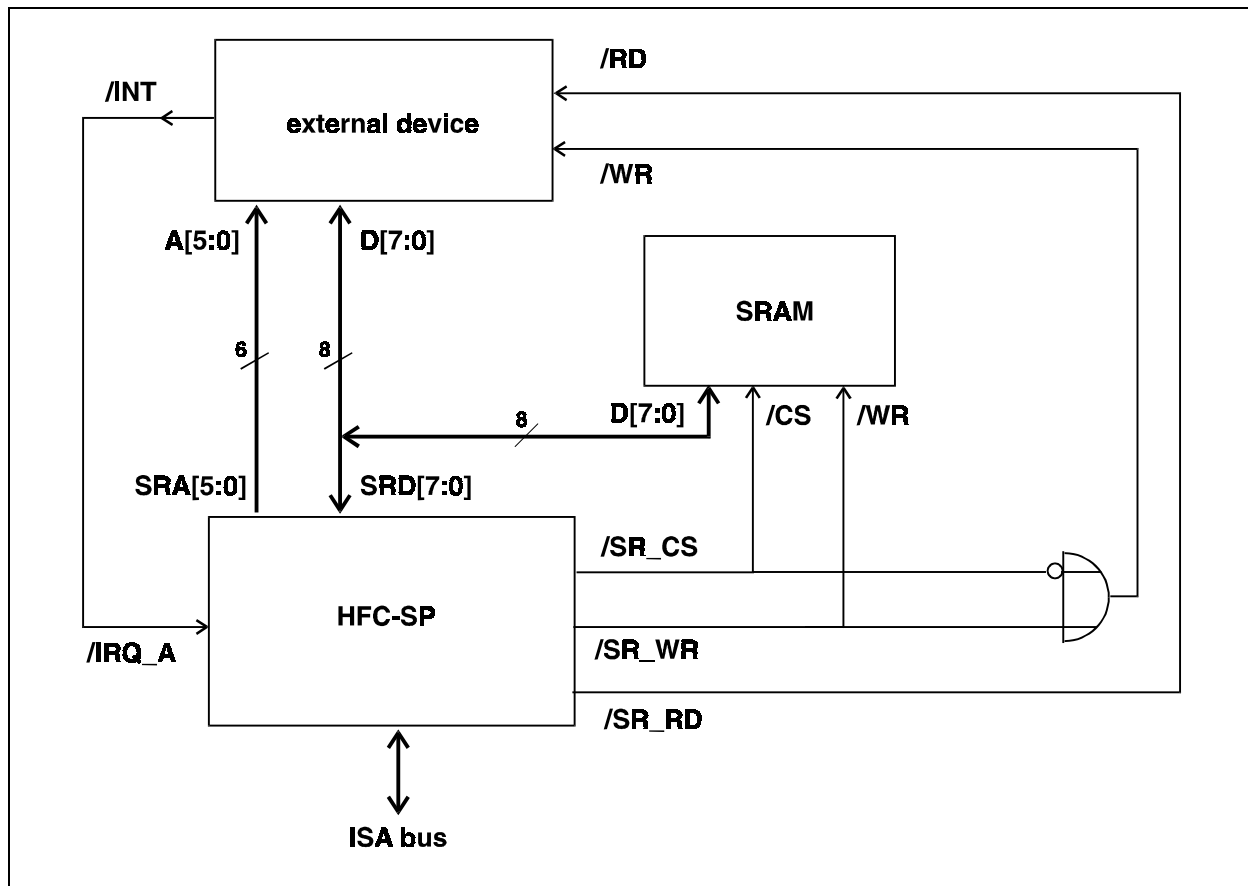 /RD
/INT
external device
/WR
A[5:0]
D[7:0]
SRAM
6
8
D[7:0]
/CS
/WR
8
SRA[5:0]
SRD[7:0]
/SR_CS
HFC-SP
/IRQ_A
/SR_WR
/SR_RD
ISA bus